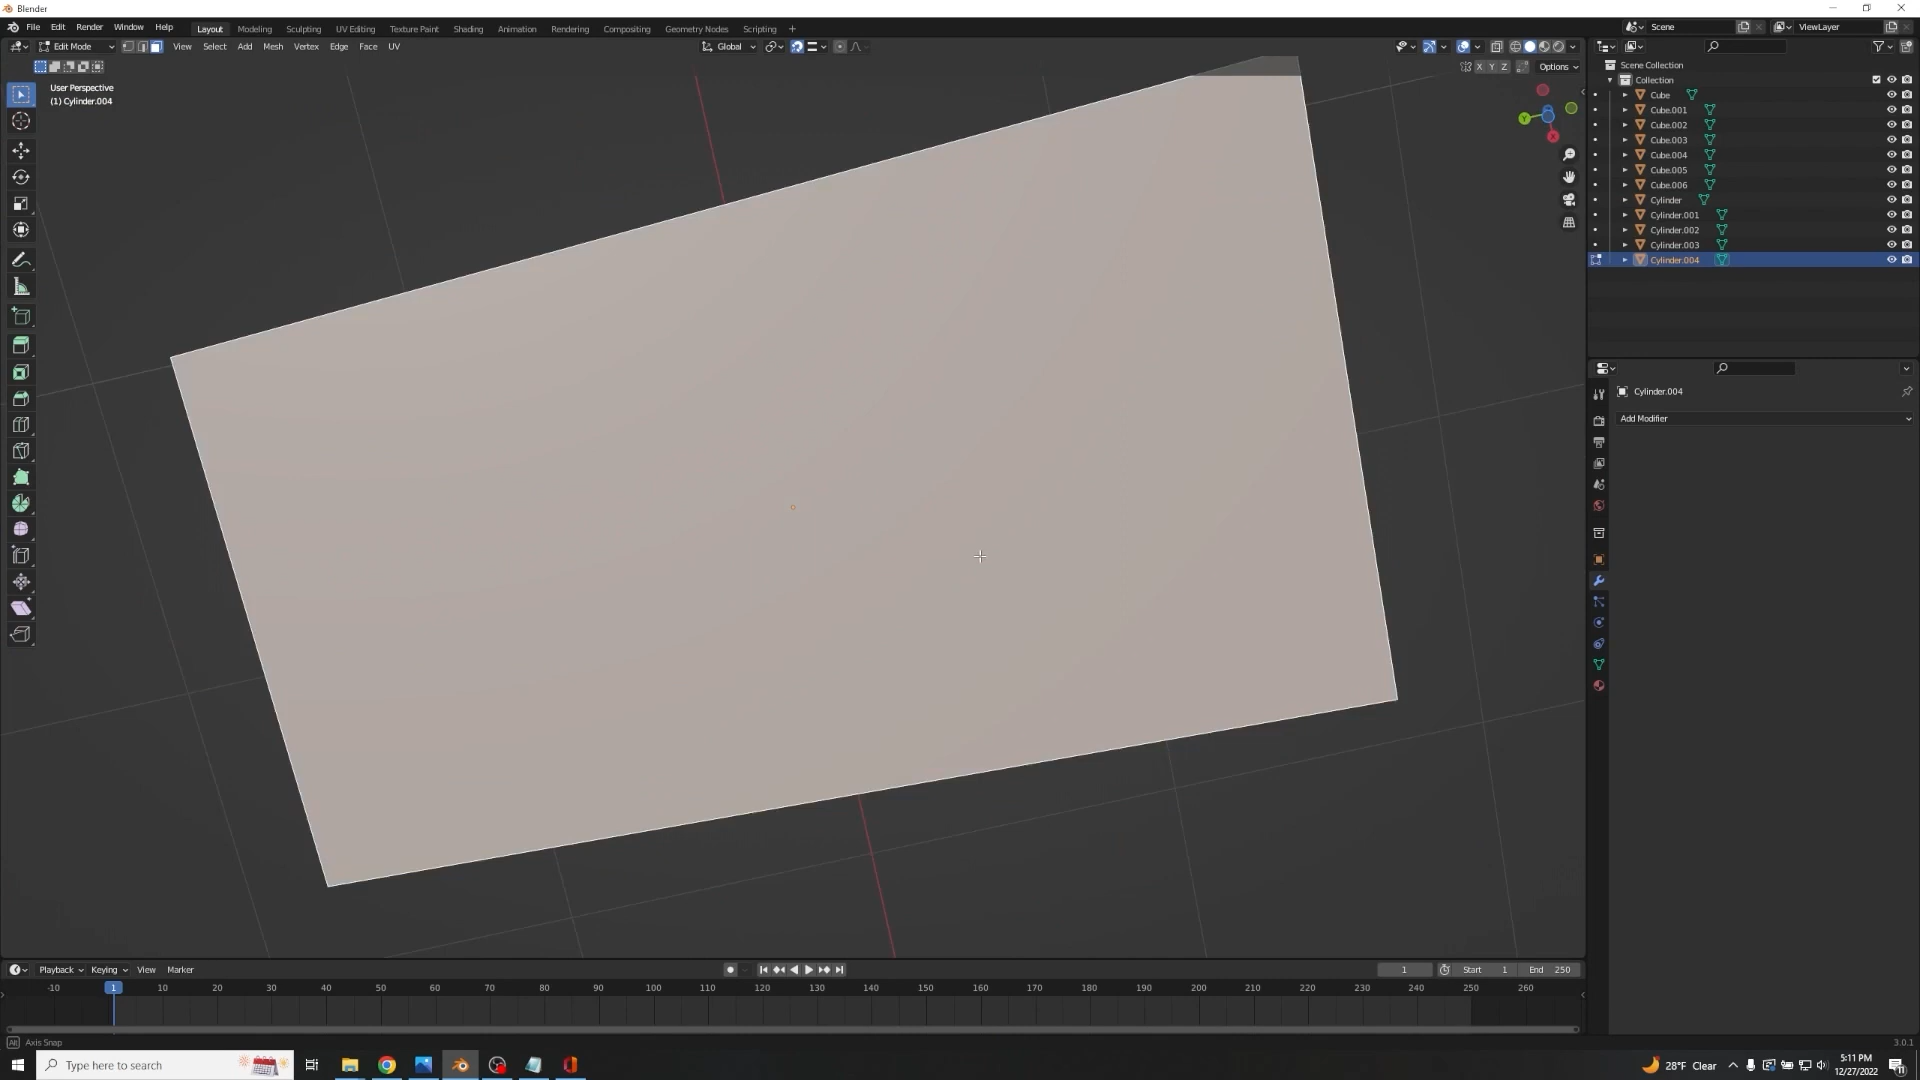 Blender
File Edit Render Window Help Layout Modeling Sculpting UV Editing Texture Paint Shading Animation Rendering Compositing Geometry Nodes Scripting + Scene ViewLayer
Edit Mode View Select Add Mesh Vertex Edge Face UV Global
X Y Z Options
User Perspective
(1) Cylinder.004
Y
X
Scene Collection
Collection
Cube
Cube.001
Cube.002
Cube.003
Cube.004
Cube.005
Cube.006
Cylinder
Cylinder.001
Cylinder.002
Cylinder.003
Cylinder.004
Cylinder.004
Add Modifier
Playback Keying View Marker 1 Start 1 End 250
-10 1 10 20 30 40 50 60 70 80 90 100 110 120 130 140 150 160 170 180 190 200 210 220 230 240 250 260
Alt Axis Snap 3.0.1
Type here to search 28°F Clear 5:11 PM
12/27/2022